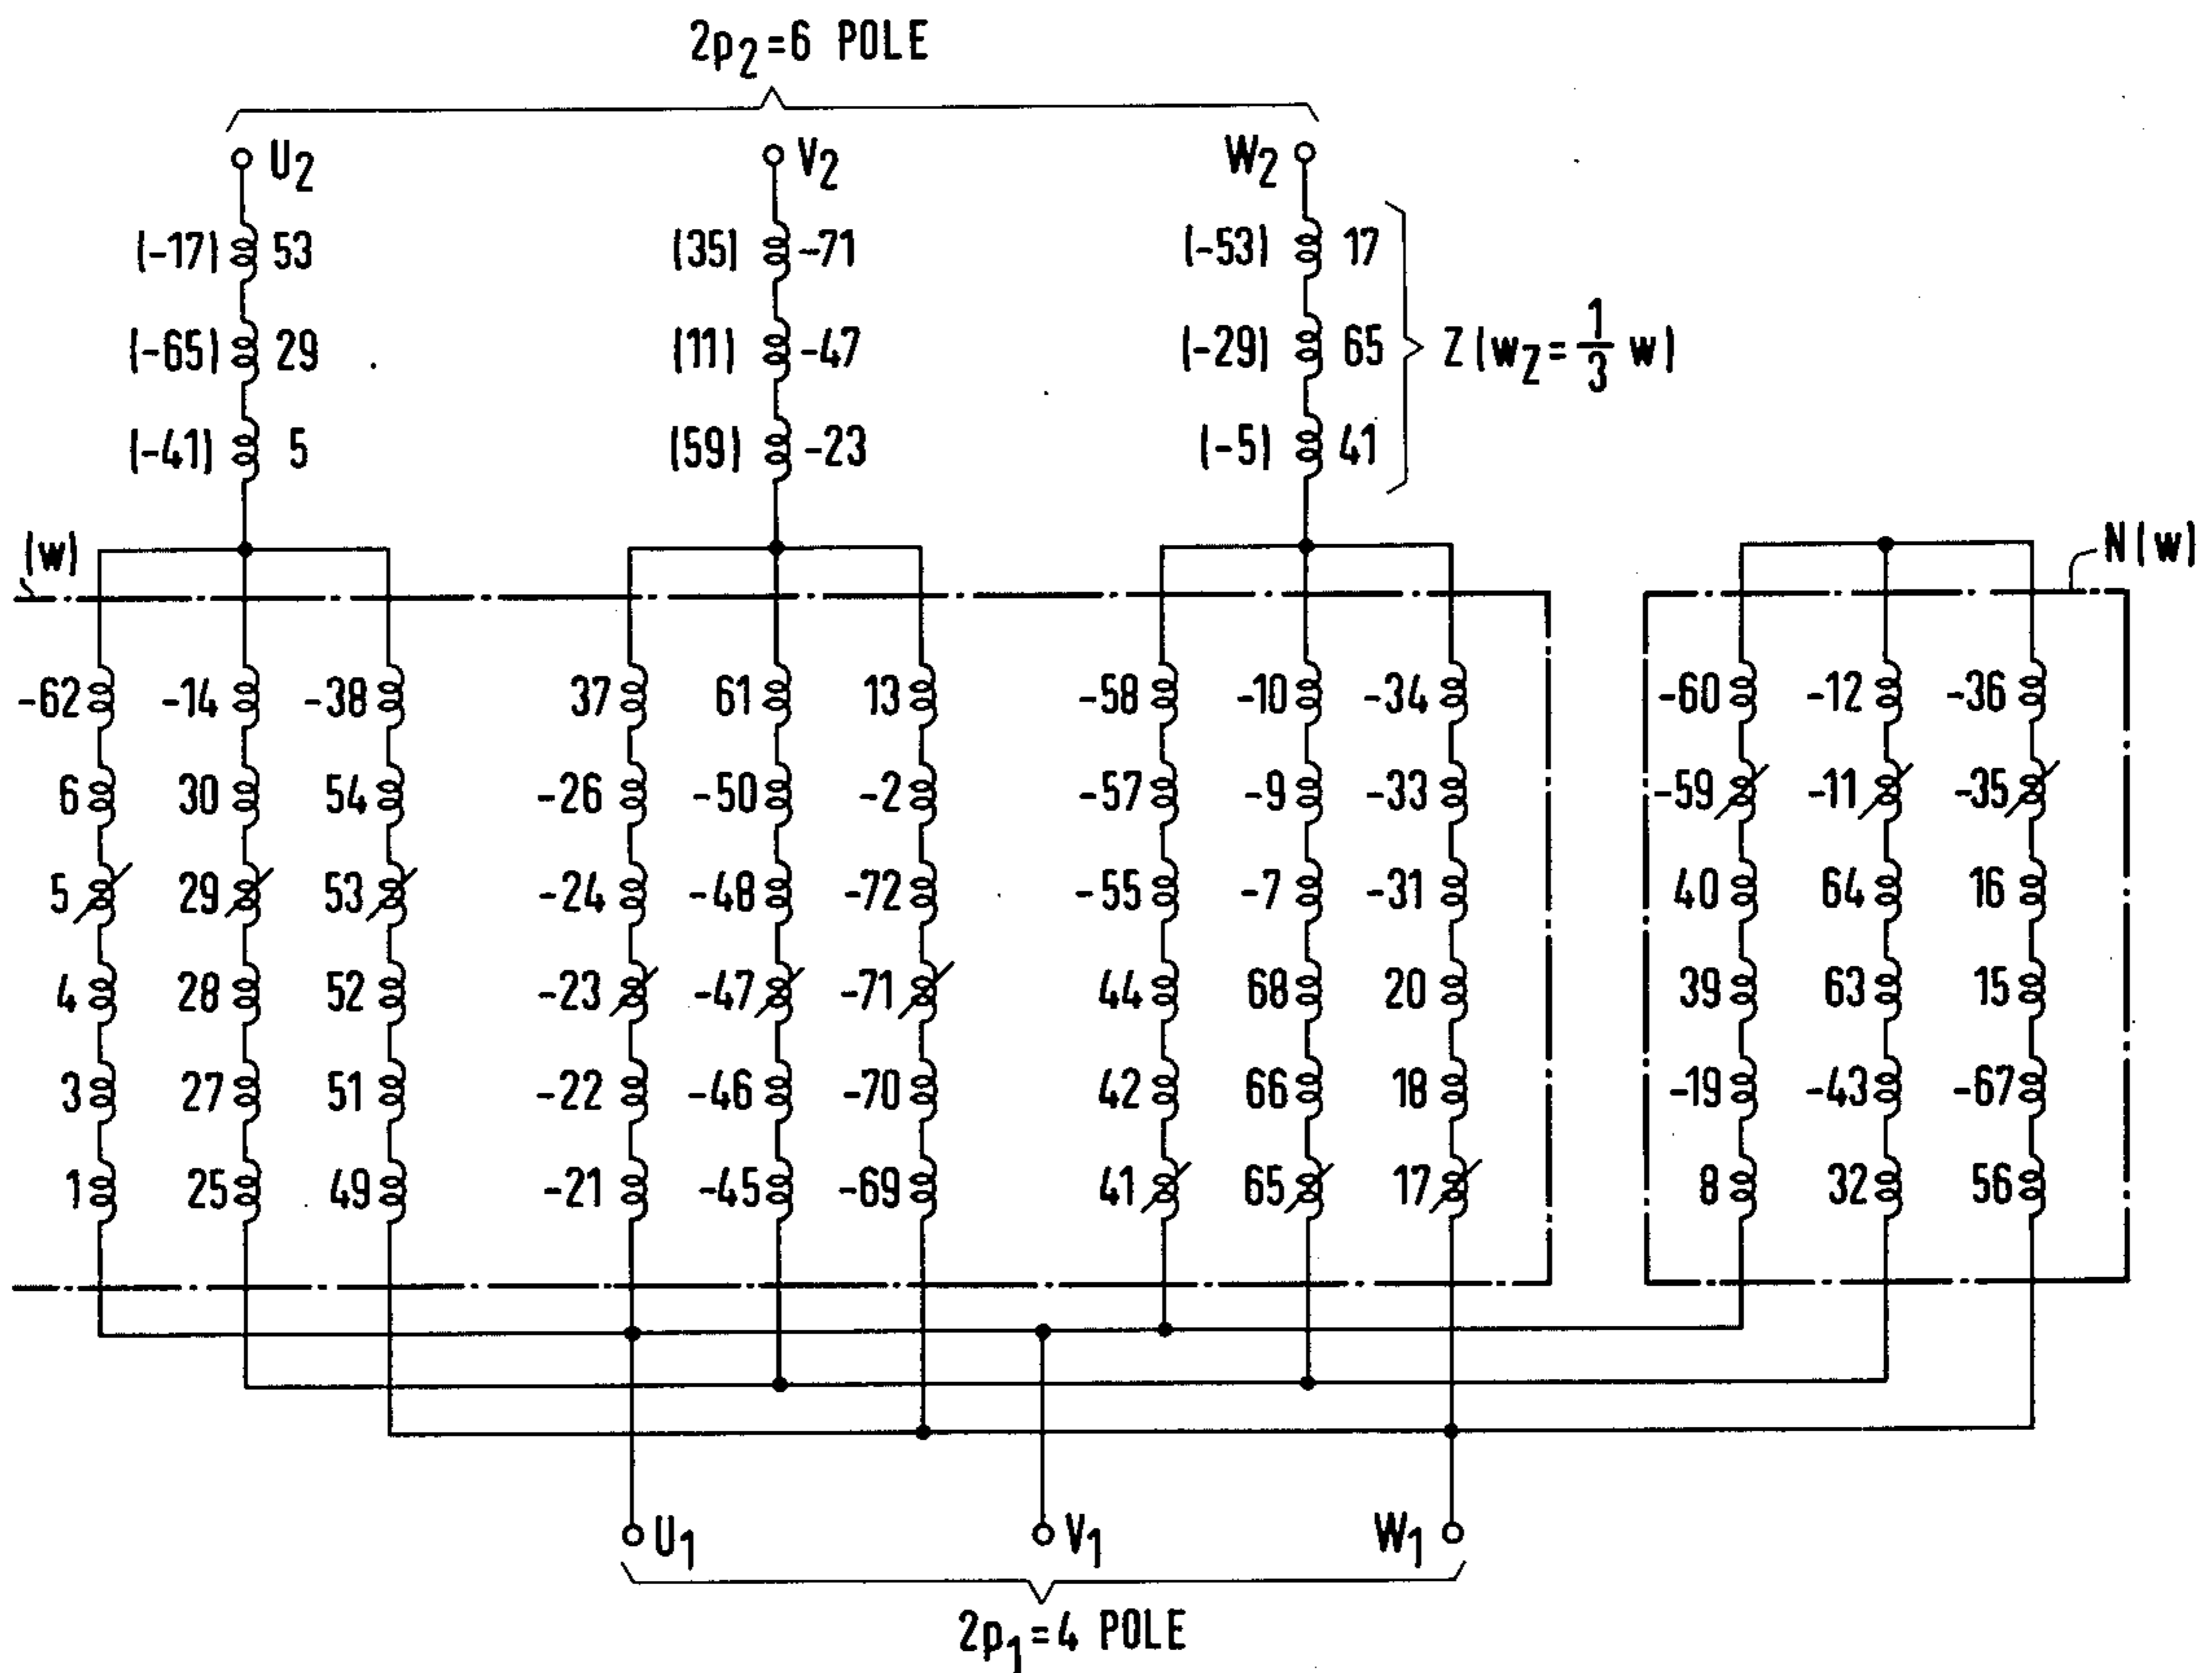 2p2=6 POLE
U2 V2 W2
(-17) 53 (35) -71 (-53) 17
(-65) 29 (11) -47 (-29) 65 Z(wZ=1/3 w)
(-41) 5 (59) -23 (-5) 41
(w) N(w)
-62 -14 -38 37 61 13 -58 -10 -34 -60 -12 -36
6 30 54 -26 -50 -2 -57 -9 -33 -59 -11 -35
5 29 53 -24 -48 -72 -55 -7 -31 40 64 16
4 28 52 -23 -47 -71 44 68 20 39 63 15
3 27 51 -22 -46 -70 42 66 18 -19 -43 -67
1 25 49 -21 -45 -69 41 65 17 8 32 56
U1 V1 W1
2p1=4 POLE